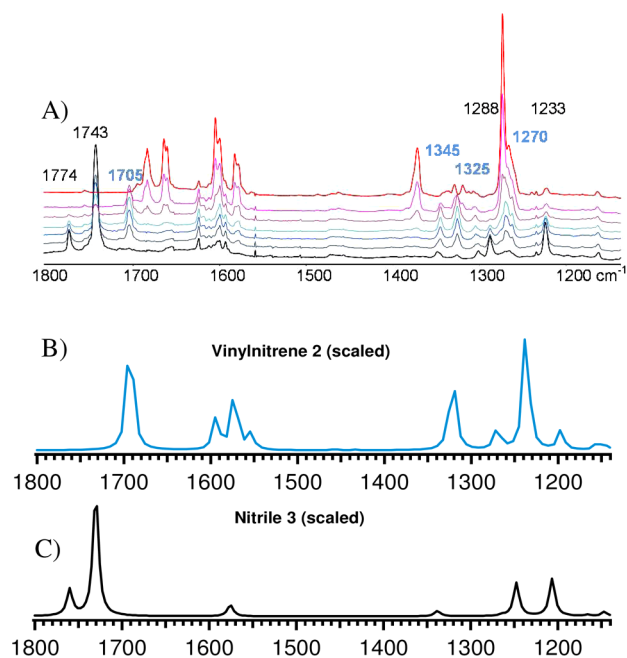 A)
1288 1233
1743
1345 1270
1774 1705 1325
1800 1700 1600 1500 1400 1300 1200 cm-1
B)
Vinylnitrene 2 (scaled)
1800 1700 1600 1500 1400 1300 1200
Nitrile 3 (scaled)
C)
1800 1700 1600 1500 1400 1300 1200